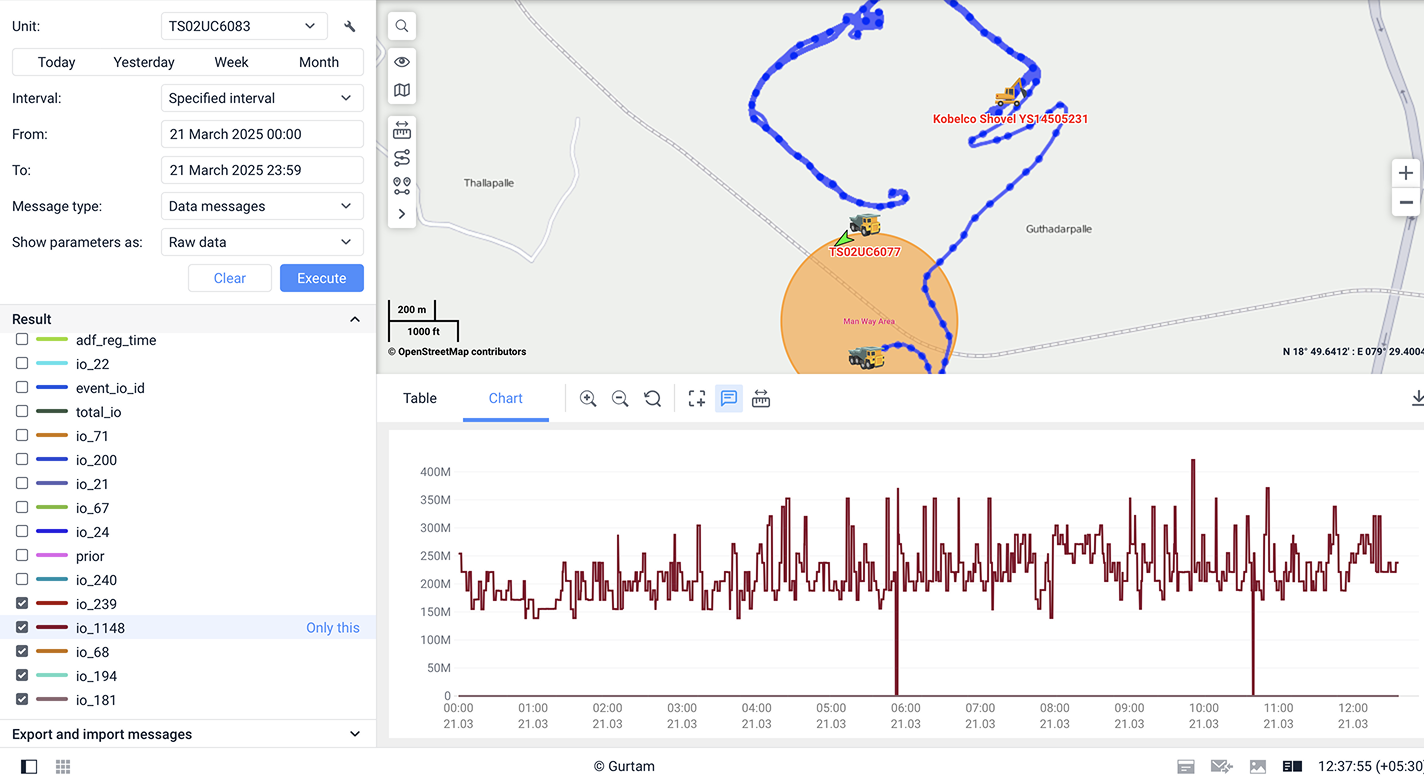 Unit:
TS02UC6083
Today Yesterday Week Month
Interval:
Specified interval
From:
21 March 2025 00:00
To:
21 March 2025 23:59
Message type:
Data messages
Show parameters as:
Raw data
Clear
Execute
Result
adf_reg_time
io_22
event_io_id
total_io
io_71
io_200
io_21
io_67
io_24
prior
io_240
io_239
io_1148
Only this
io_68
io_194
io_181
Export and import messages
Kobelco Shovel YS14505231
Thallapalle
Guthadarpalle
TS02UC6077
Man Way Area
200 m
1000 ft
© OpenStreetMap contributors
N 18° 49.6412' : E 079° 29.4004
Table
Chart
400M
350M
300M
250M
200M
150M
100M
50M
0
00:00 01:00 02:00 03:00 04:00 05:00 06:00 07:00 08:00 09:00 10:00 11:00 12:00
21.03 21.03 21.03 21.03 21.03 21.03 21.03 21.03 21.03 21.03 21.03 21.03 21.03
© Gurtam
12:37:55 (+05:30